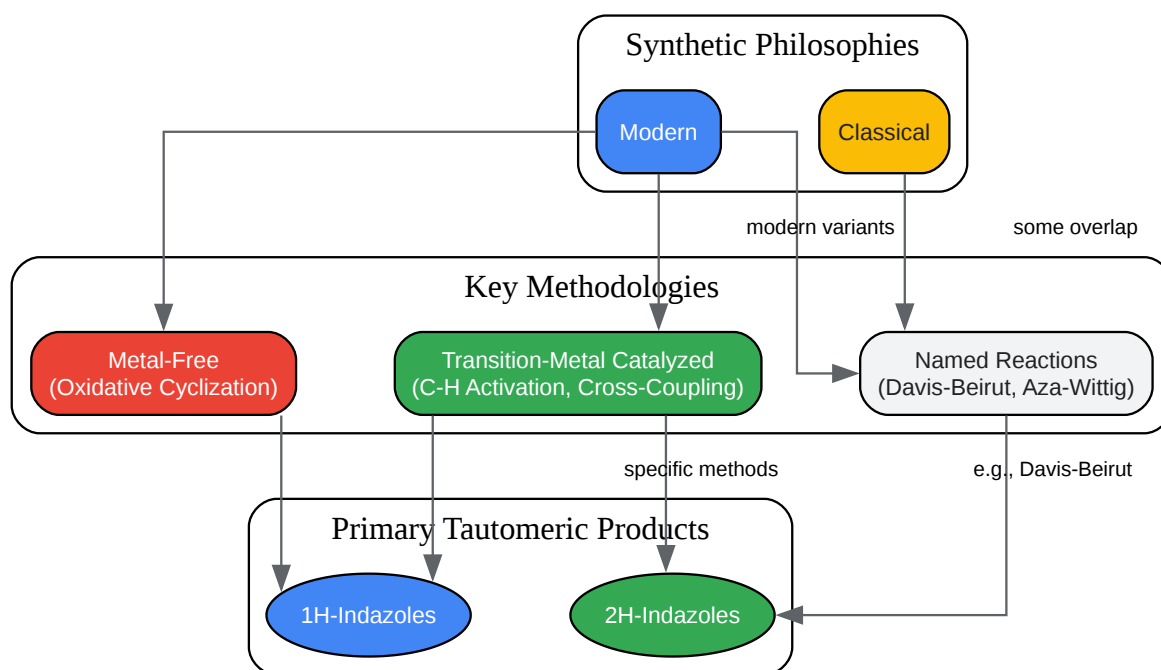 Synthetic Philosophies
Modern
Classical
modern variants
some overlap
Key Methodologies
Metal-Free
(Oxidative Cyclization)
Transition-Metal Catalyzed
(C-H Activation, Cross-Coupling)
Named Reactions
(Davis-Beirut, Aza-Wittig)
specific methods
e.g., Davis-Beirut
Primary Tautomeric Products
1H-Indazoles
2H-Indazoles